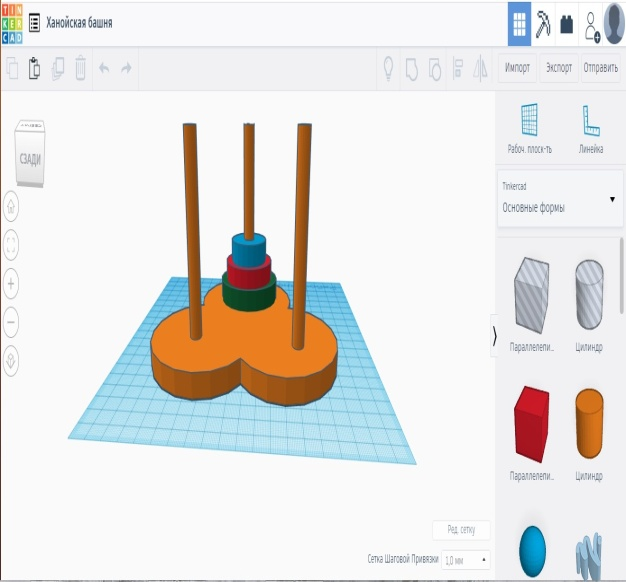 TIN
KER
CAD
Ханойская башня
Импорт
Экспорт
Отправить
СЗАДИ
Рабоч. плоск-ть
Линейка
Tinkercad
Основные формы
Параллелепи...
Цилиндр
Параллелепи...
Цилиндр
Ред. сетку
Сетка Шаговой Привязки
1,0 мм